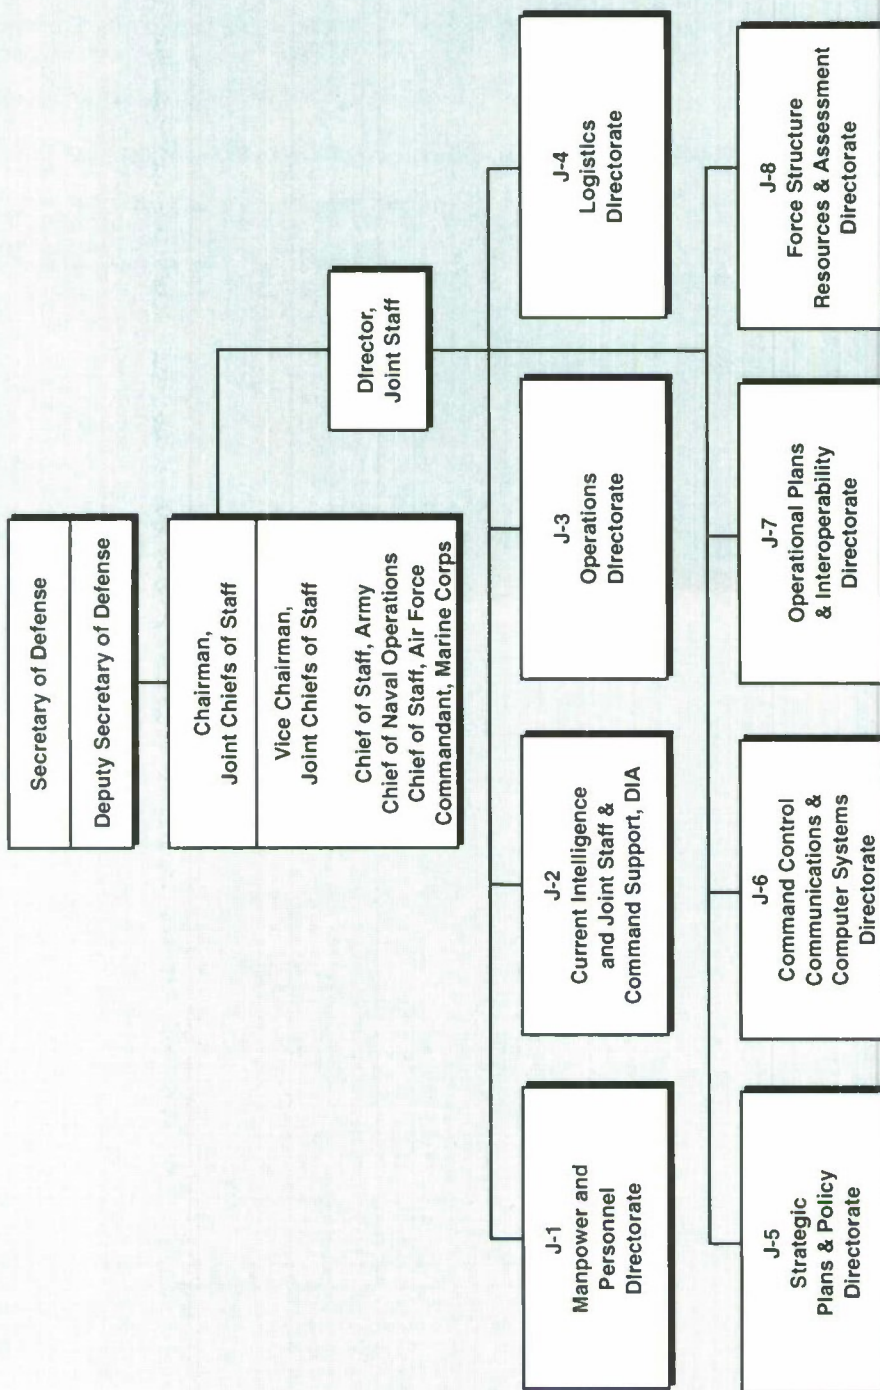 Secretary of Defense
Deputy Secretary of Defense
Chairman,
Joint Chiefs of Staff
Vice Chairman,
Joint Chiefs of Staff
Chief of Staff, Army
Chief of Naval Operations
Chief of Staff, Air Force
Commandant, Marine Corps
Director,
Joint Staff
J-1
Manpower and
Personnel
Directorate
J-2
Current Intelligence
and Joint Staff &
Command Support, DIA
J-3
Operations
Directorate
J-4
Logistics
Directorate
J-5
Strategic
Plans & Policy
Directorate
J-6
Command Control
Communications &
Computer Systems
Directorate
J-7
Operational Plans
& Interoperability
Directorate
J-8
Force Structure
Resources & Assessment
Directorate